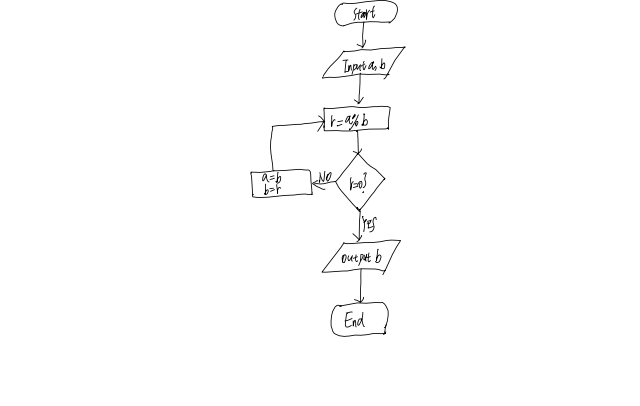 Start
Input a, b
r=a%b
r=0?
NO
a=b
b=r
Yes
output b
End